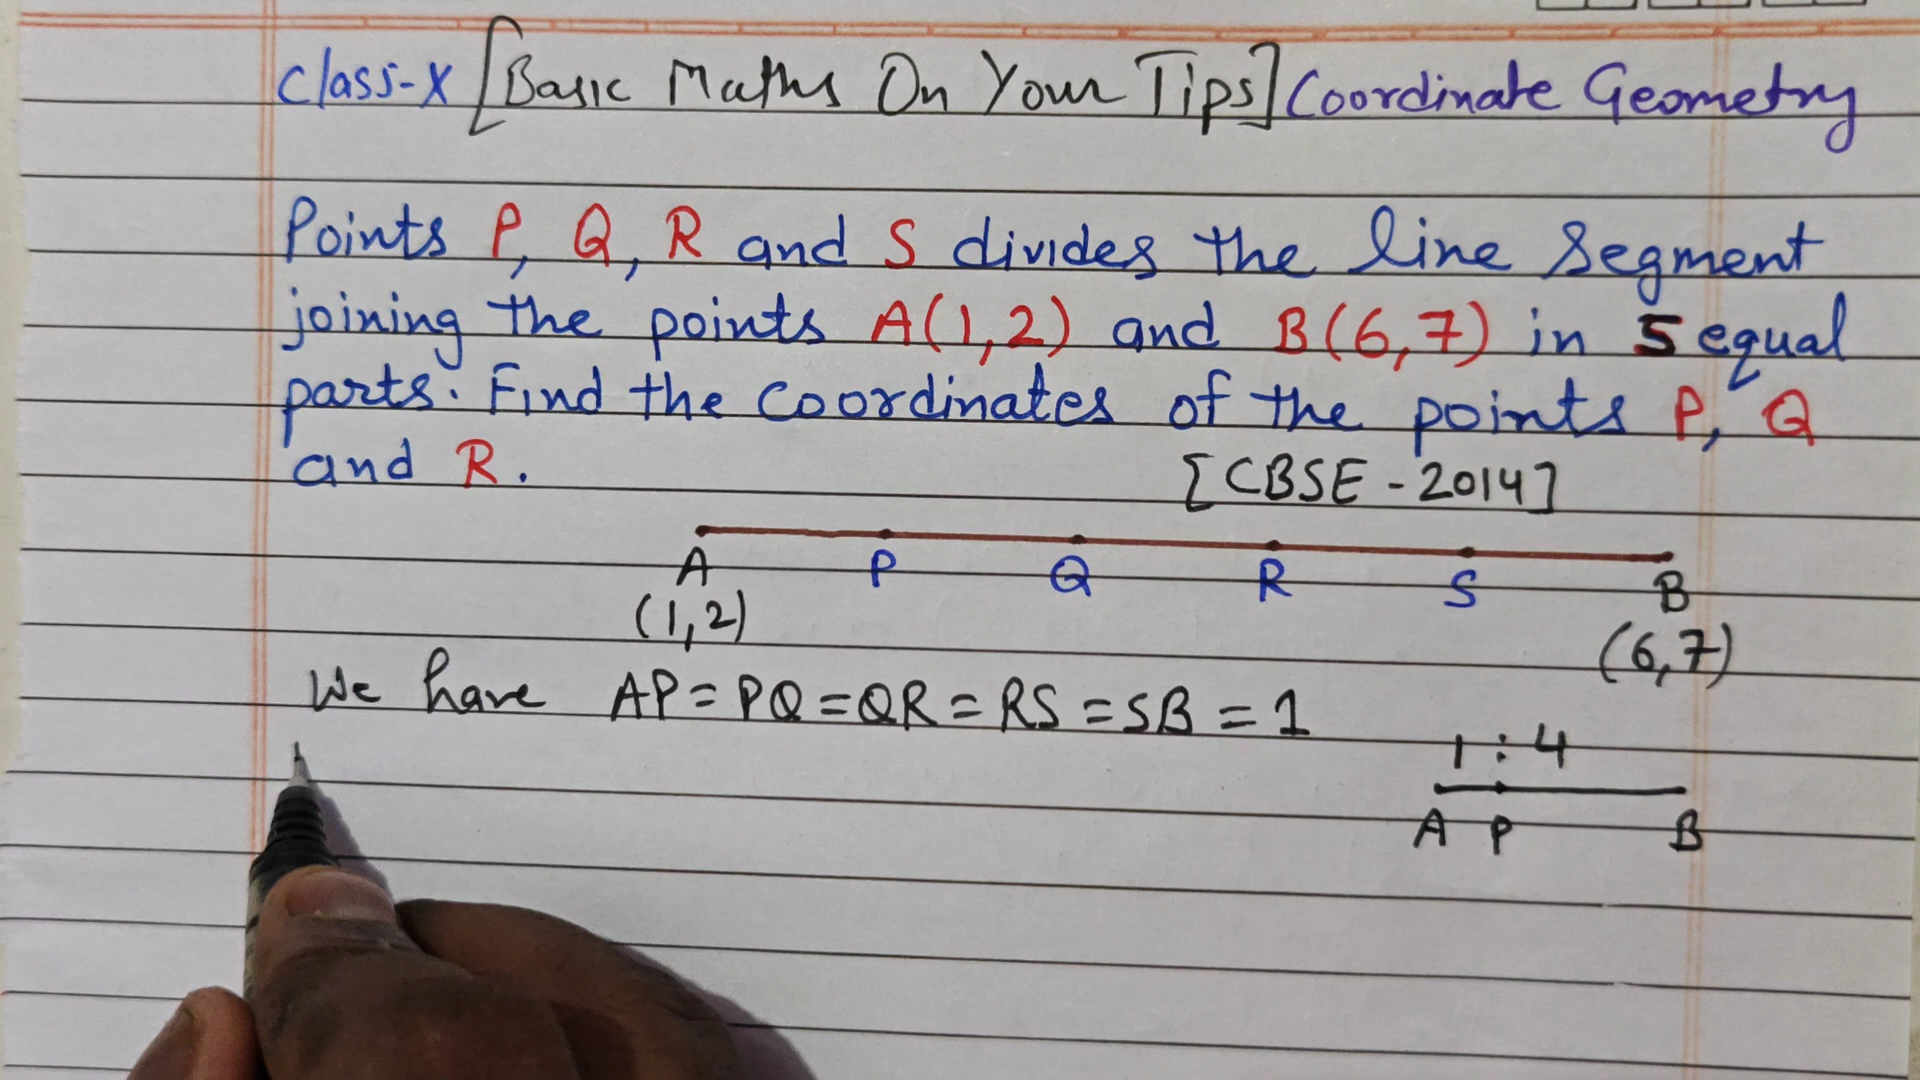 Class-X [Basic Maths On Your Tips] Coordinate Geometry
Points P, Q, R and S divides the line segment
joining the points A(1,2) and B(6,7) in 5 equal
parts. Find the coordinates of the points P, Q
and R. [CBSE - 2014]
A P Q R S B
(1,2) (6,7)
We have AP = PQ = QR = RS = SB = 1
1 : 4
A P B